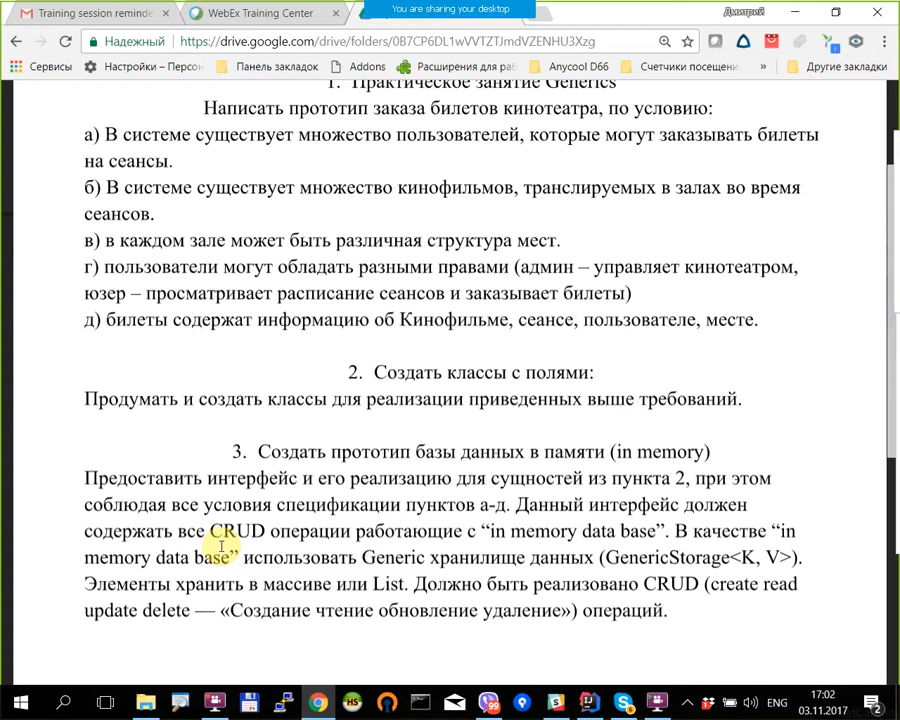 You are sharing your desktop
Training session reminde
WebEx Training Center
Дмитрий
Надежный
https://drive.google.com/drive/folders/0B7CP6DL1wVVTZTJmdVZENHU3Xzg
Сервисы
Настройки – Персон
Панель закладок
Addons
Расширения для раб
Anycool D66
Счетчики посещени
»
Другие закладки
1. Практическое занятие Generics
Написать прототип заказа билетов кинотеатра, по условию:
а) В системе существует множество пользователей, которые могут заказывать билеты
на сеансы.
б) В системе существует множество кинофильмов, транслируемых в залах во время
сеансов.
в) в каждом зале может быть различная структура мест.
г) пользователи могут обладать разными правами (админ – управляет кинотеатром,
юзер – просматривает расписание сеансов и заказывает билеты)
д) билеты содержат информацию об Кинофильме, сеансе, пользователе, месте.
2. Создать классы с полями:
Продумать и создать классы для реализации приведенных выше требований.
3. Создать прототип базы данных в памяти (in memory)
Предоставить интерфейс и его реализацию для сущностей из пункта 2, при этом
соблюдая все условия спецификации пунктов а-д. Данный интерфейс должен
содержать все CRUD операции работающие с “in memory data base”. В качестве “in
memory data base” использовать Generic хранилище данных (GenericStorage<K, V>).
Элементы хранить в массиве или List. Должно быть реализовано CRUD (create read
update delete — «Создание чтение обновление удаление») операций.
HS
99
6
ENG
17:02
03.11.2017
2